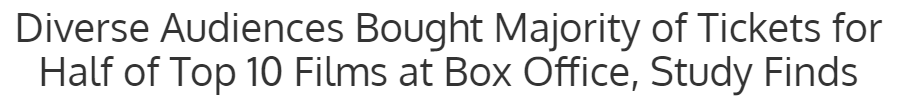 Diverse Audiences Bought Majority of Tickets for
Half of Top 10 Films at Box Office, Study Finds